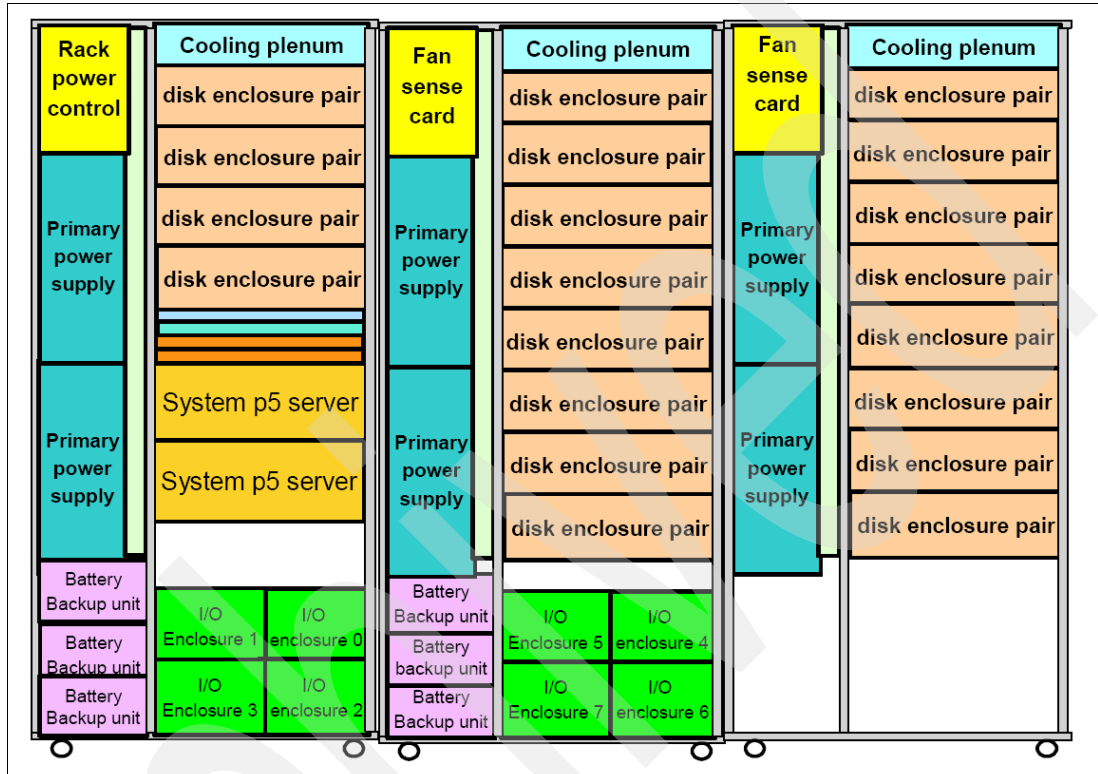 Rack
power
control
Primary
power
supply
Primary
power
supply
Battery
Backup unit
Battery
Backup unit
Battery
Backup unit
Cooling plenum
disk enclosure pair
disk enclosure pair
disk enclosure pair
disk enclosure pair
System p5 server
System p5 server
I/O
Enclosure 1
I/O
enclosure 0
I/O
Enclosure 3
I/O
enclosure 2
Fan
sense
card
Primary
power
supply
Primary
power
supply
Battery
Backup unit
Battery
backup unit
Battery
Backup unit
Cooling plenum
disk enclosure pair
disk enclosure pair
disk enclosure pair
disk enclosure pair
disk enclosure pair
disk enclosure pair
disk enclosure pair
disk enclosure pair
I/O
Enclosure 5
I/O
enclosure 4
I/O
Enclosure 7
I/O
enclosure 6
Fan
sense
card
Primary
power
supply
Primary
power
supply
Cooling plenum
disk enclosure pair
disk enclosure pair
disk enclosure pair
disk enclosure pair
disk enclosure pair
disk enclosure pair
disk enclosure pair
disk enclosure pair